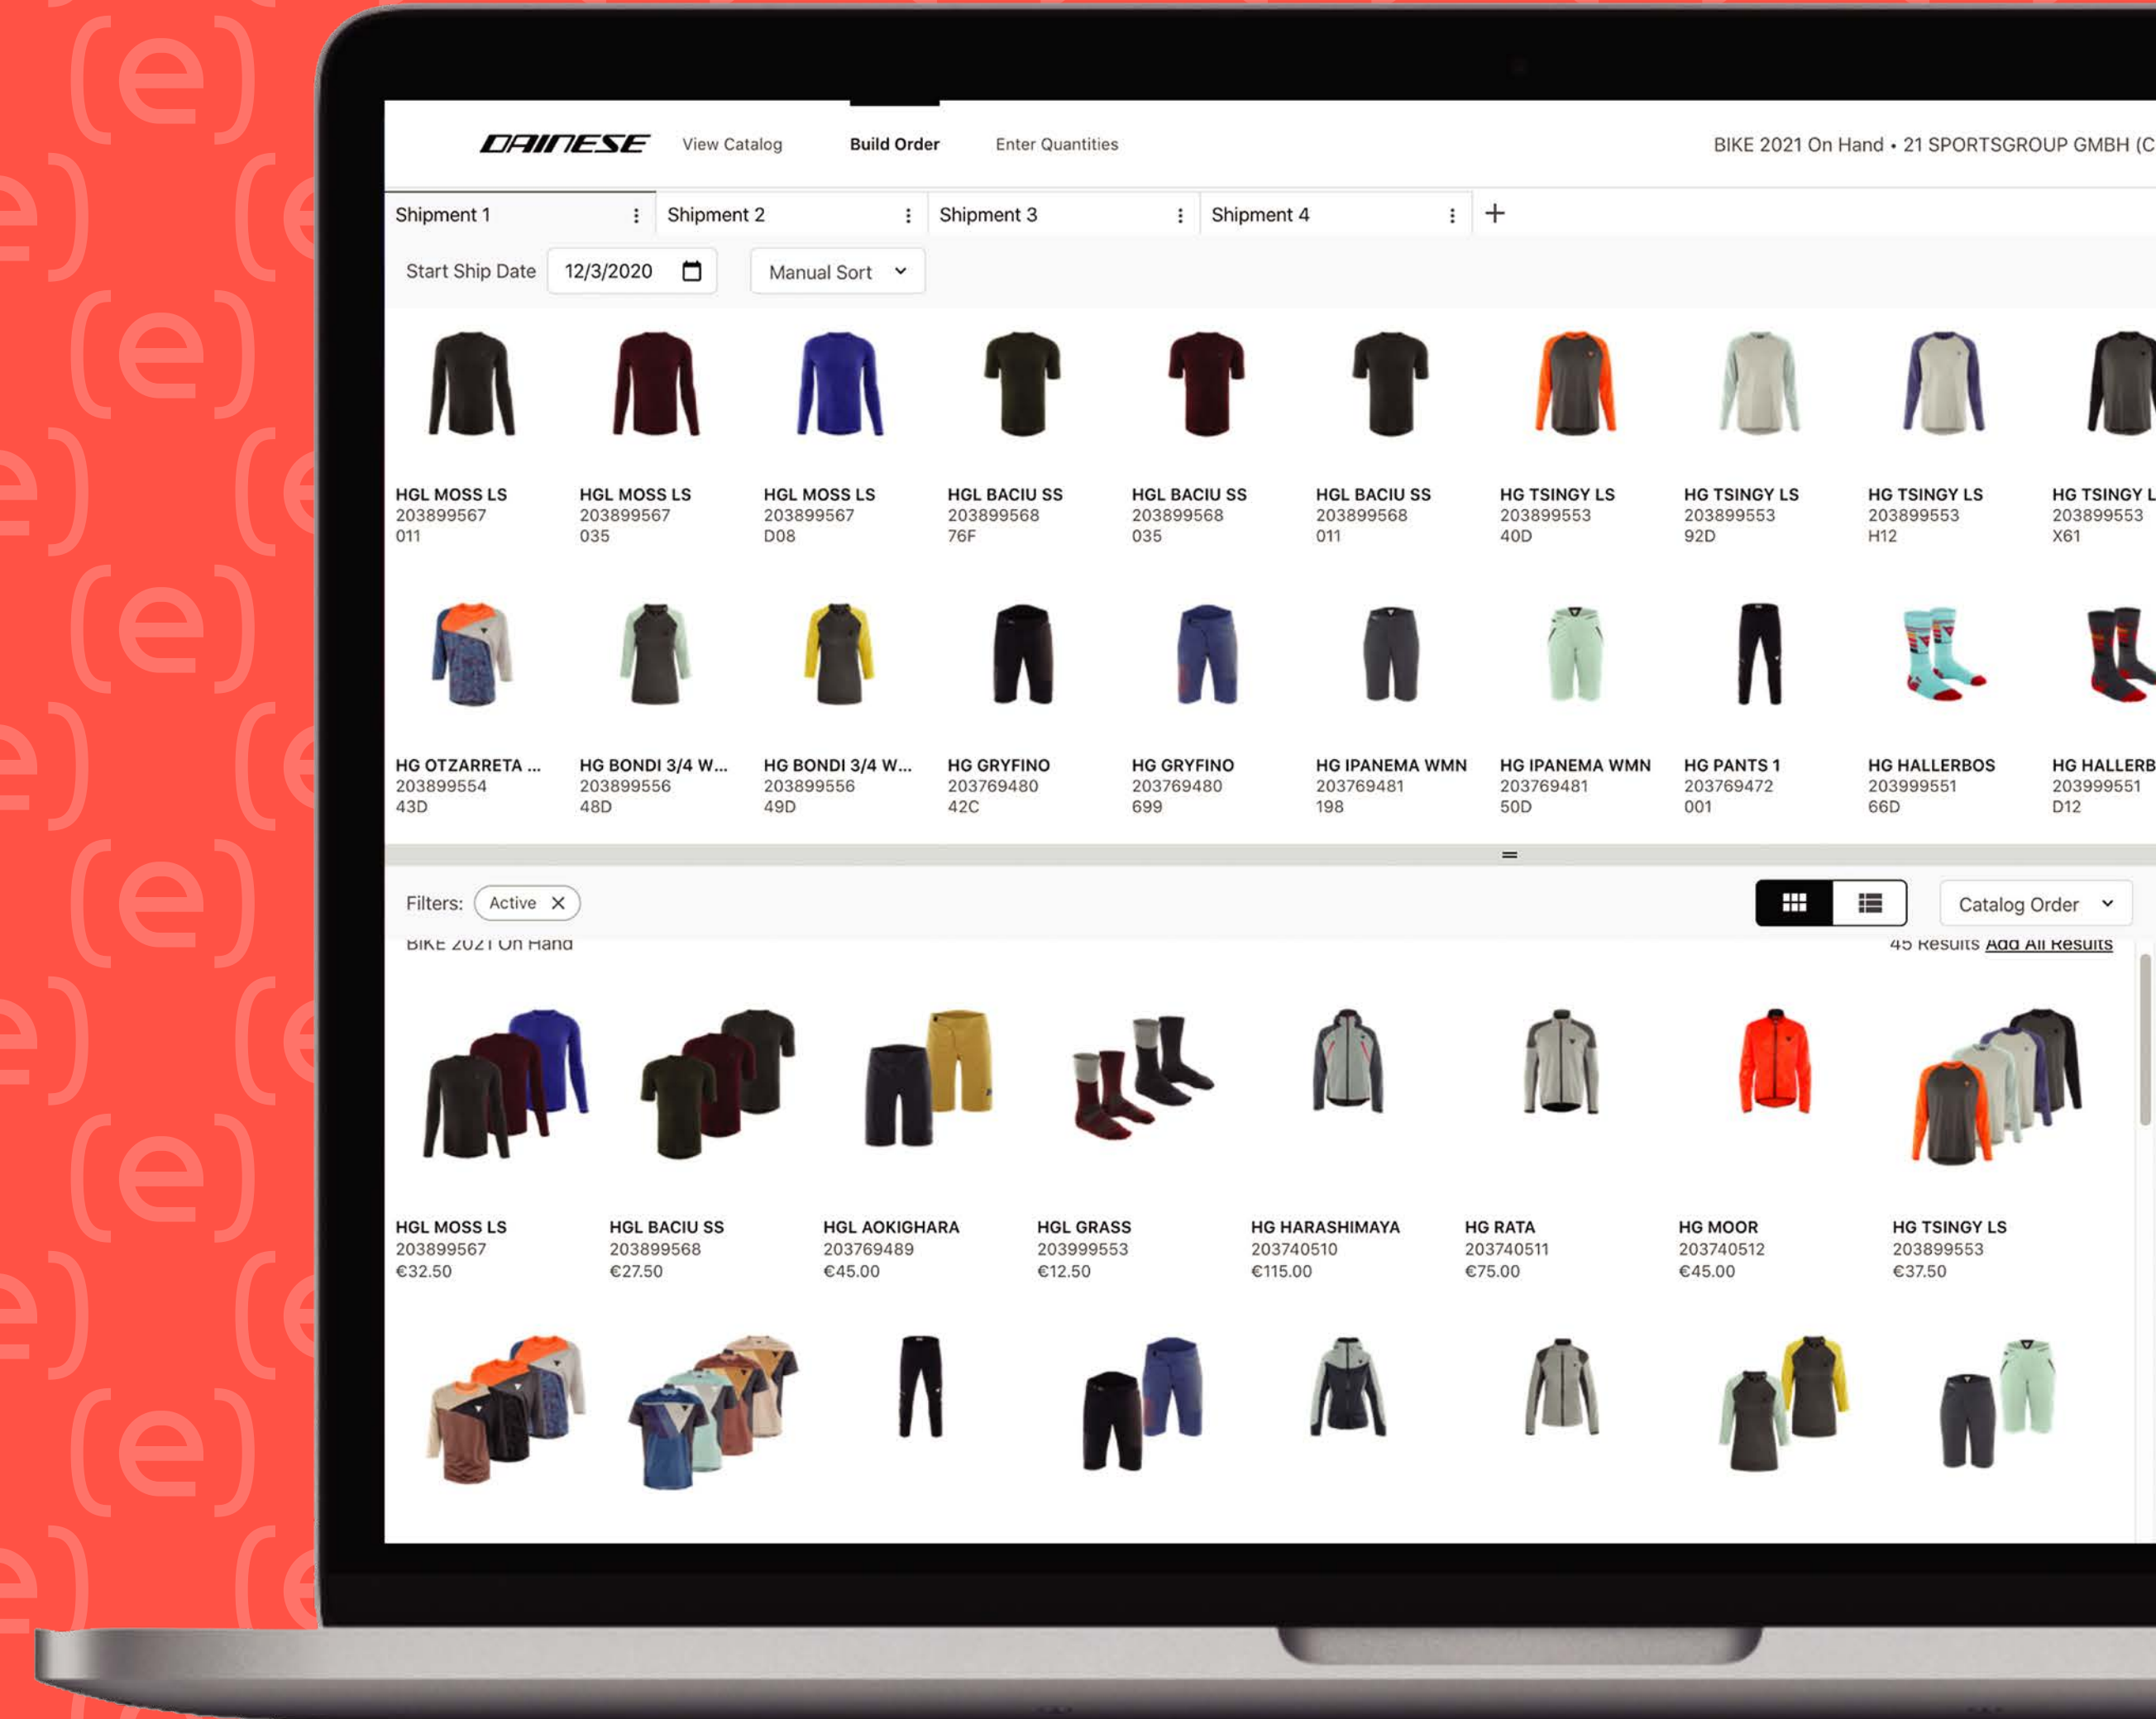 DAINESE View Catalog Build Order Enter Quantities BIKE 2021 On Hand • 21 SPORTSGROUP GMBH (C
Shipment 1 Shipment 2 Shipment 3 Shipment 4 +
Start Ship Date 12/3/2020 Manual Sort
HGL MOSS LS HGL MOSS LS HGL MOSS LS HGL BACIU SS HGL BACIU SS HGL BACIU SS HG TSINGY LS HG TSINGY LS HG TSINGY LS HG TSINGY L
203899567 203899567 203899567 203899568 203899568 203899568 203899553 203899553 203899553 203899553
011 035 D08 76F 035 011 40D 92D H12 X61
HG OTZARRETA ... HG BONDI 3/4 W... HG BONDI 3/4 W... HG GRYFINO HG GRYFINO HG IPANEMA WMN HG IPANEMA WMN HG PANTS 1 HG HALLERBOS HG HALLERB
203899554 203899556 203899556 203769480 203769480 203769481 203769481 203769472 203999551 203999551
43D 48D 49D 42C 699 198 50D 001 66D D12
Filters: Active Catalog Order
BIKE 2021 On Hand 45 Results Add All Results
HGL MOSS LS HGL BACIU SS HGL AOKIGHARA HGL GRASS HG HARASHIMAYA HG RATA HG MOOR HG TSINGY LS
203899567 203899568 203769489 203999553 203740510 203740511 203740512 203899553
€32.50 €27.50 €45.00 €12.50 €115.00 €75.00 €45.00 €37.50